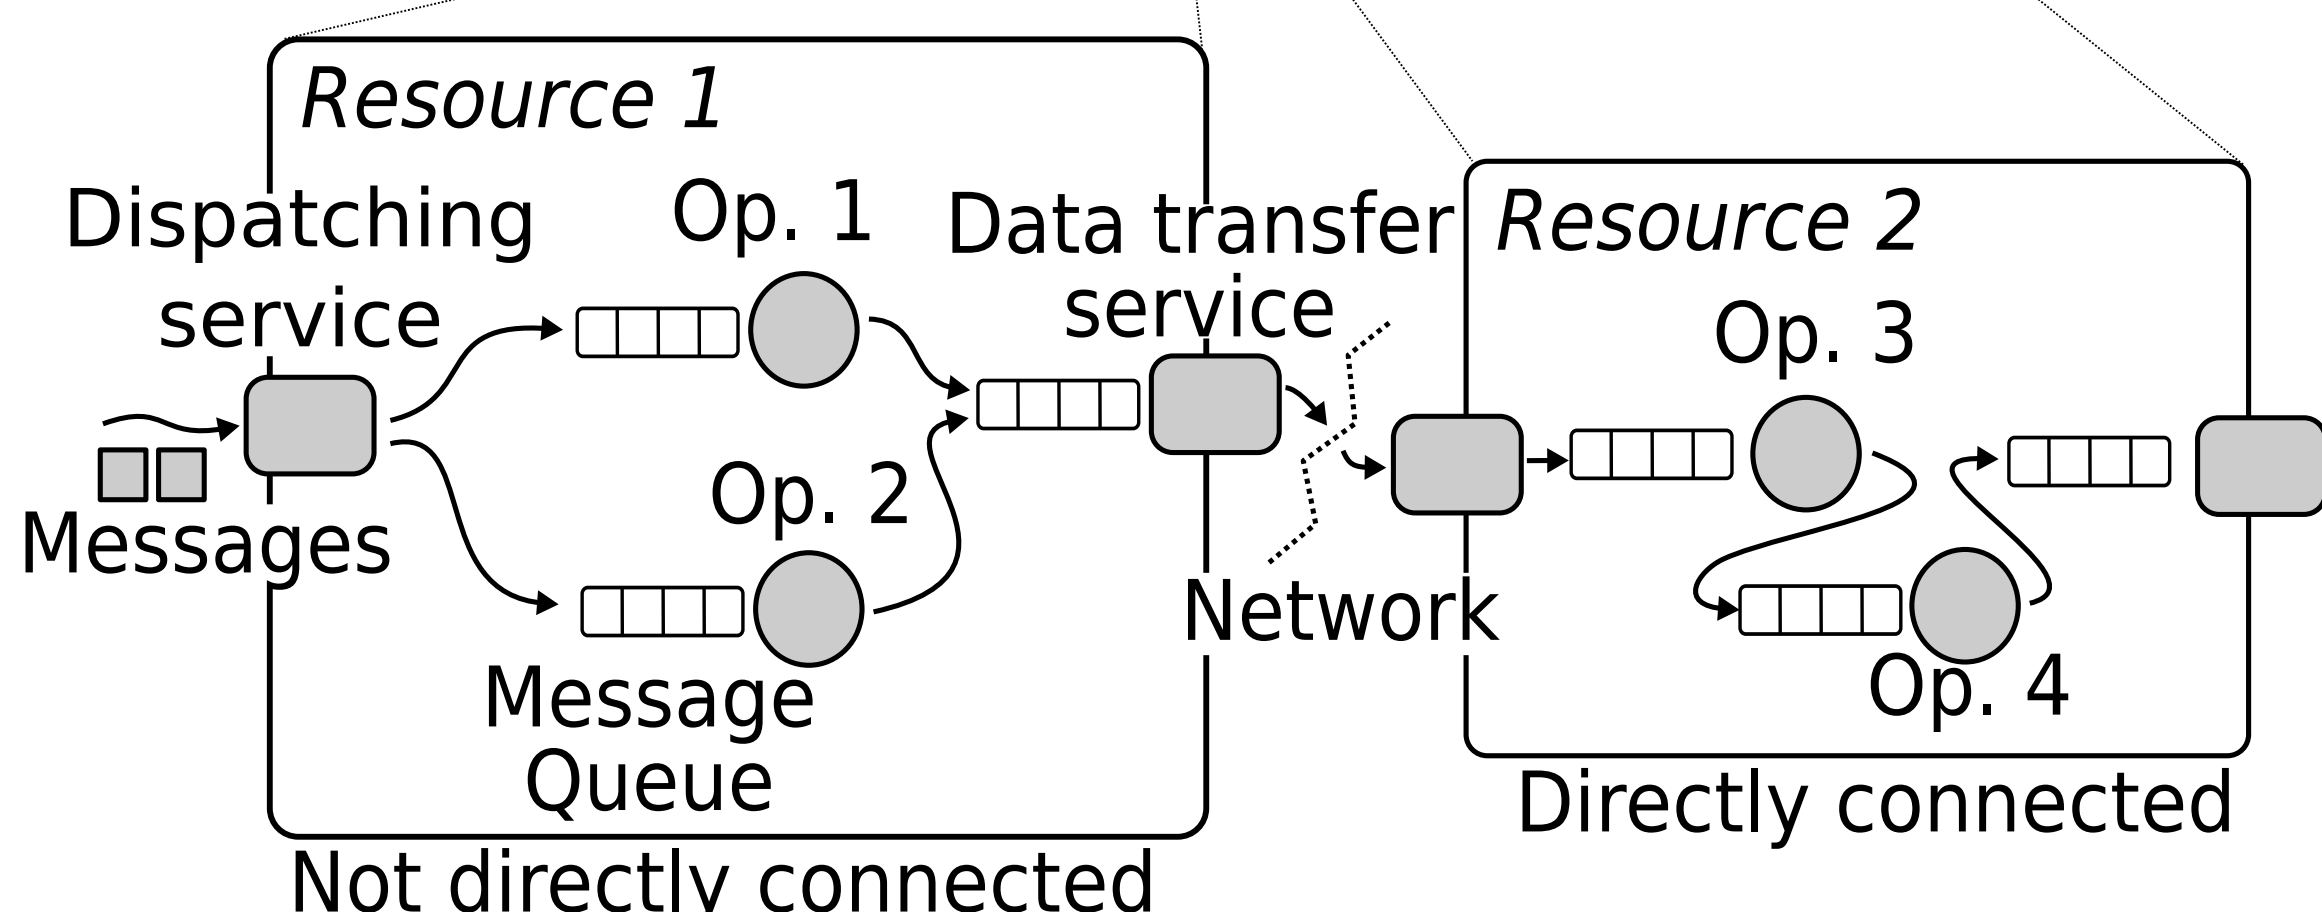 Resource 1
Dispatching
service
Op. 1
Data transfer
service
Resource 2
Op. 3
Messages
Op. 2
Network
Message
Queue
Op. 4
Directly connected
Not directly connected